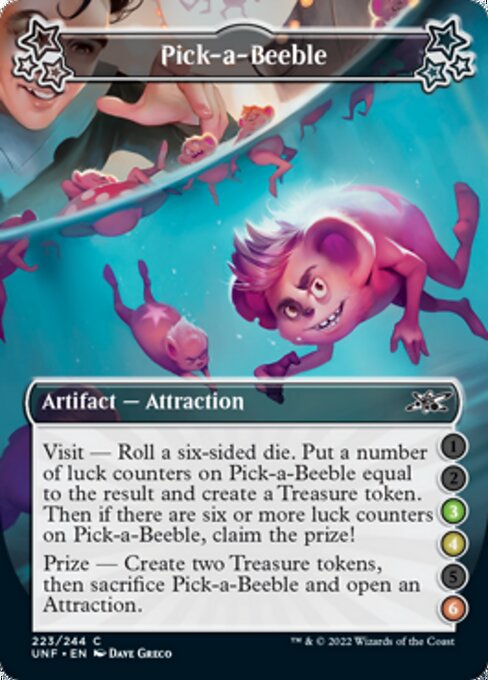 Pick-a-Beeble
Artifact — Attraction
Visit — Roll a six-sided die. Put a number
of luck counters on Pick-a-Beeble equal
to the result and create a Treasure token.
Then if there are six or more luck counters
on Pick-a-Beeble, claim the prize!
Prize — Create two Treasure tokens,
then sacrifice Pick-a-Beeble and open an
Attraction.
1
2
3
4
5
6
223/244 C
UNF • EN Dave Greco
™ & © 2022 Wizards of the Coast